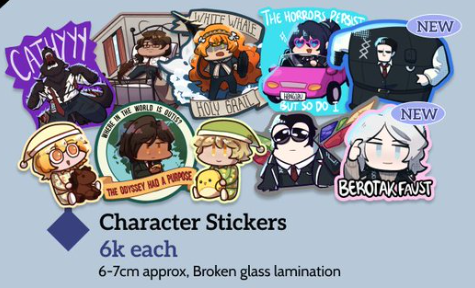 CATHYYY
WHITE WHALE
HOLY GRAIL
THE HORRORS PERSIST
BUT SO DO I
NEW
WHERE IN THE WORLD IS OUTIS?
THE ODYSSEY HAD A PURPOSE
NEW
BEROTAK, FAUST
Character Stickers
6k each
6-7cm approx, Broken glass lamination